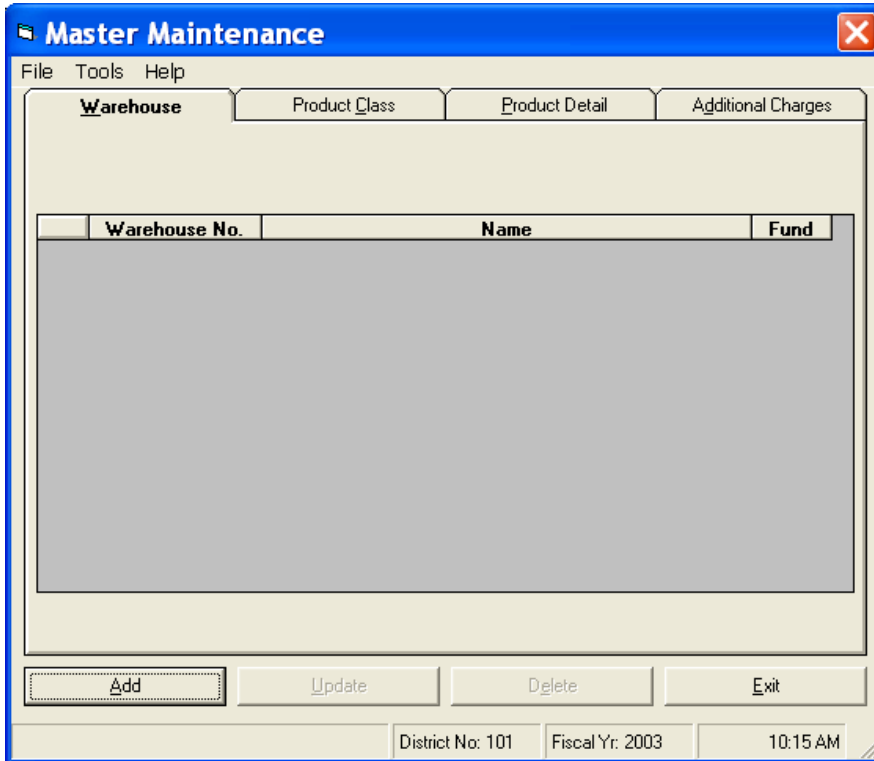 Master Maintenance
File Tools Help
Warehouse Product Class Product Detail Additional Charges
Warehouse No. Name Fund
Add Update Delete Exit
District No: 101 Fiscal Yr: 2003 10:15 AM